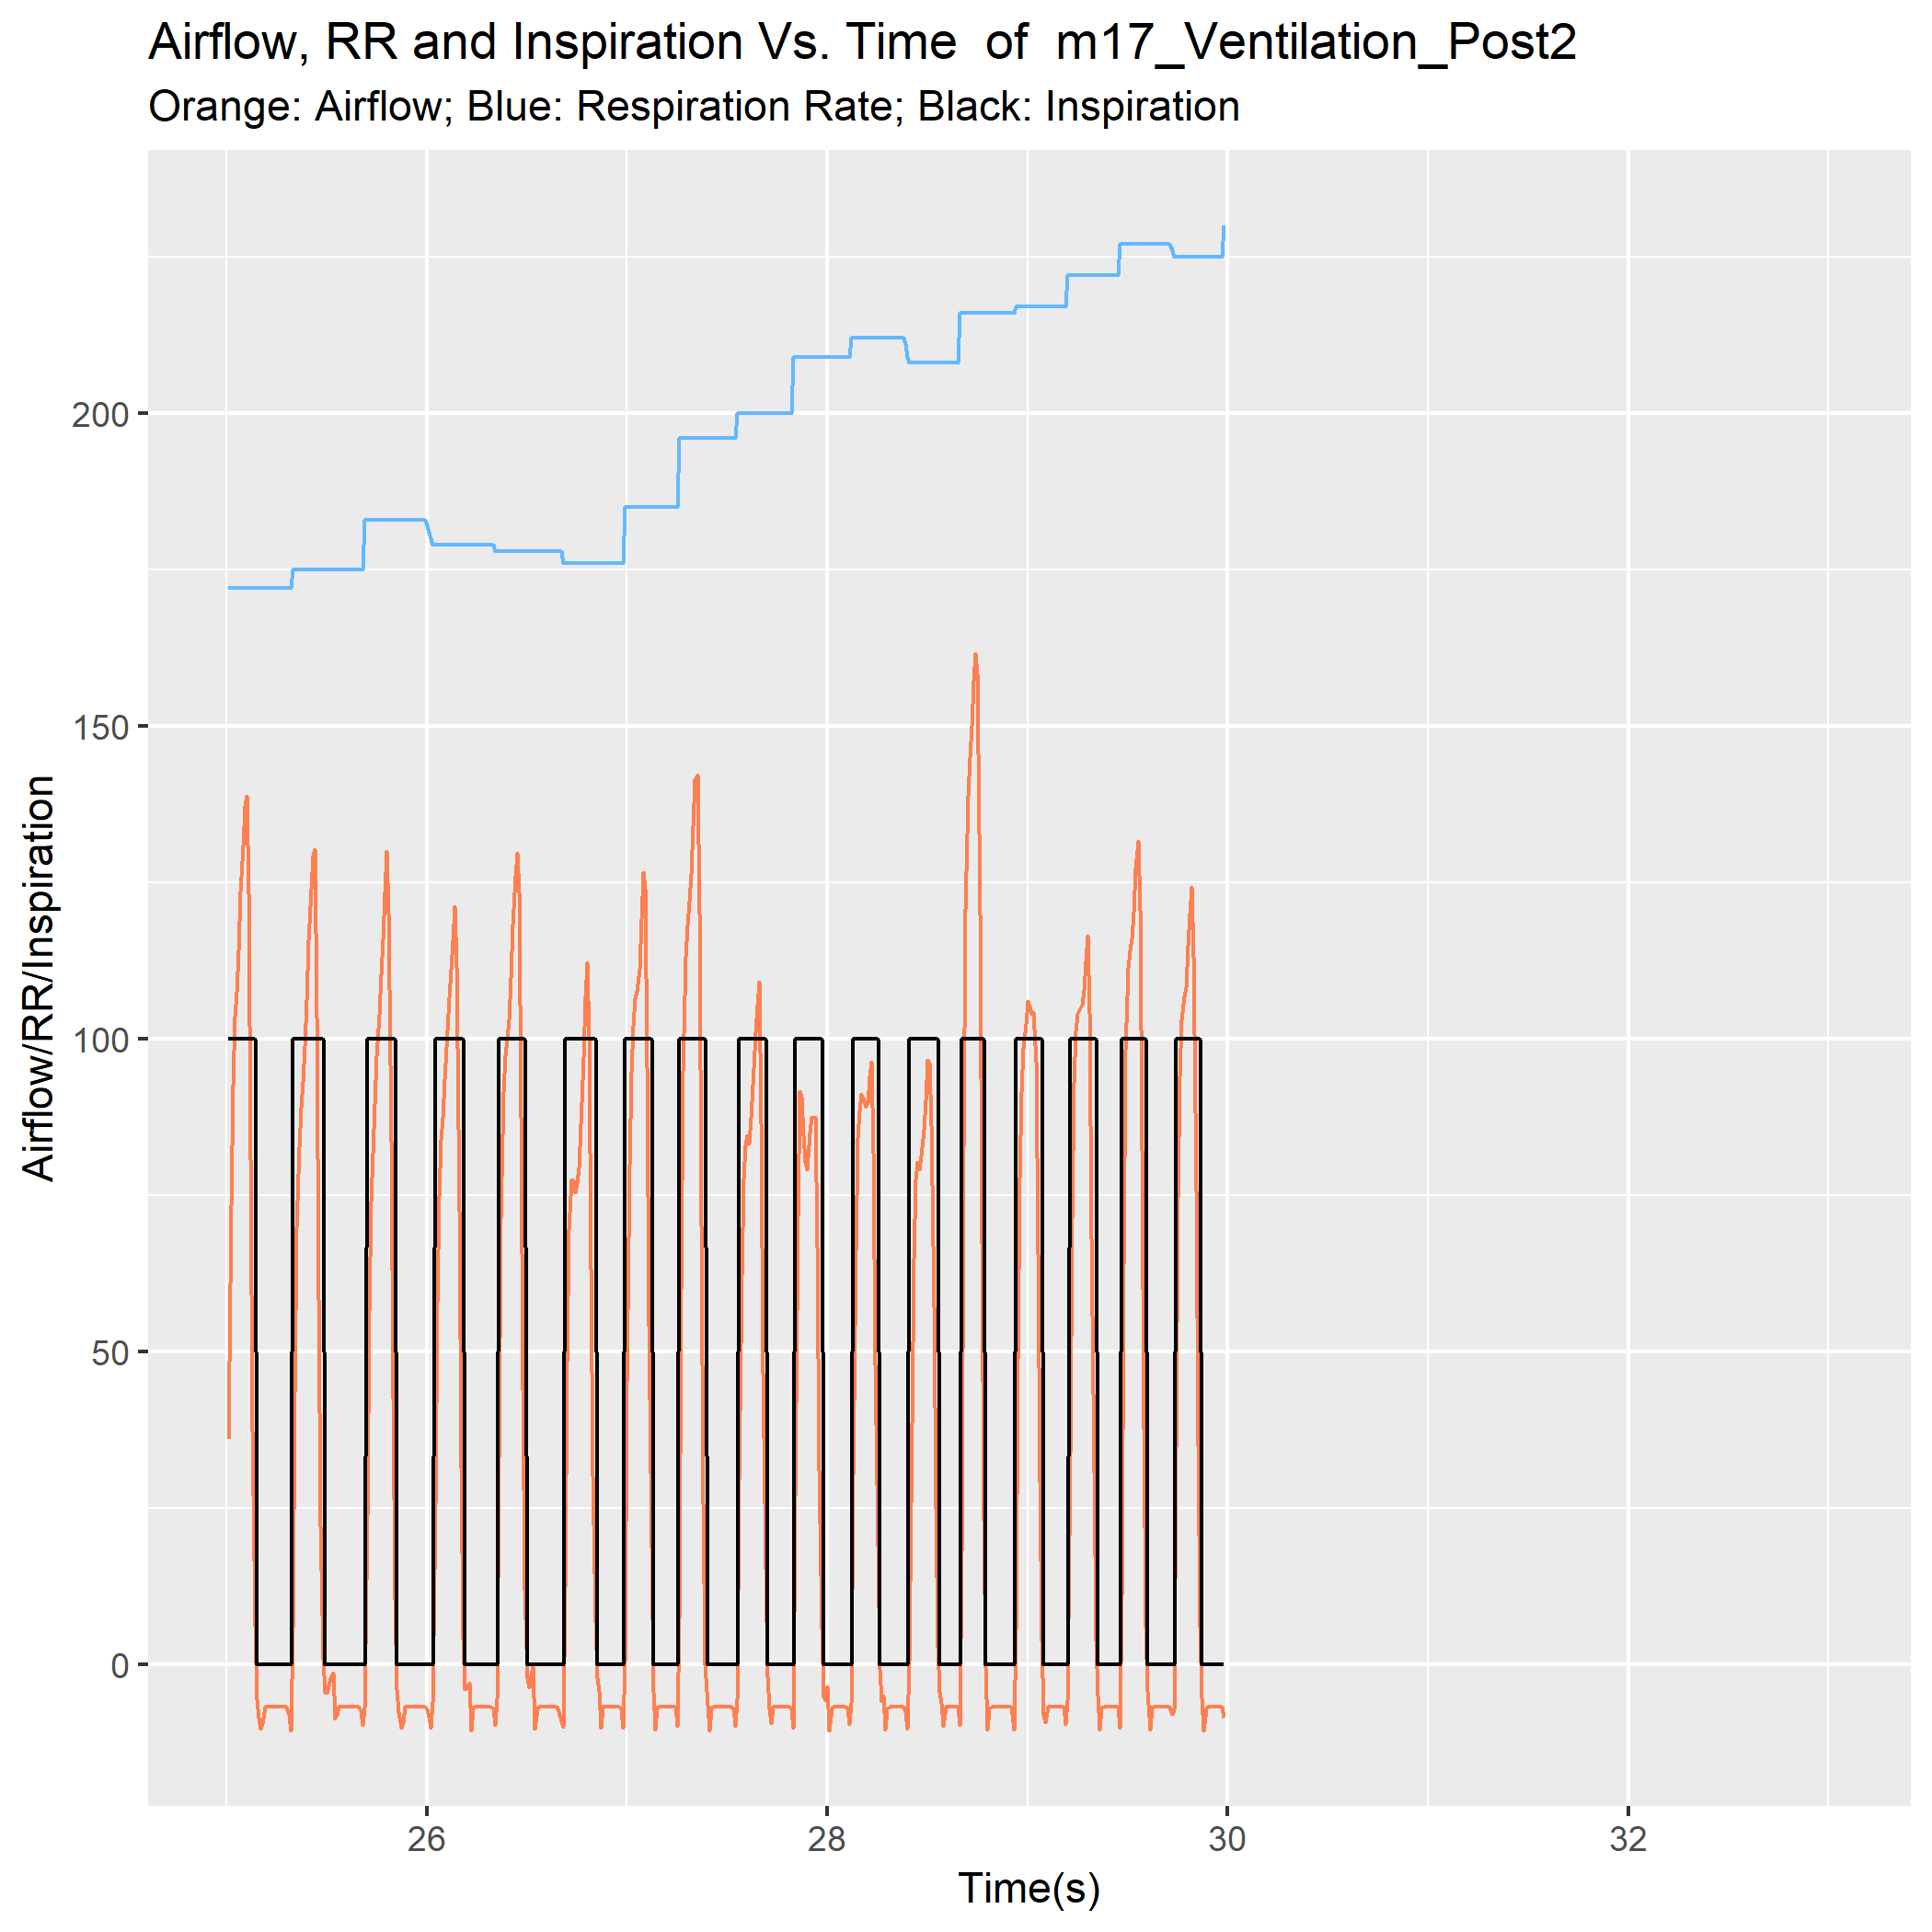 Airflow, RR and Inspiration Vs. Time  of  m17_Ventilation_Post2
Orange: Airflow; Blue: Respiration Rate; Black: Inspiration
Airflow/RR/Inspiration
200
150
100
50
0
26 28 30 32
Time(s)